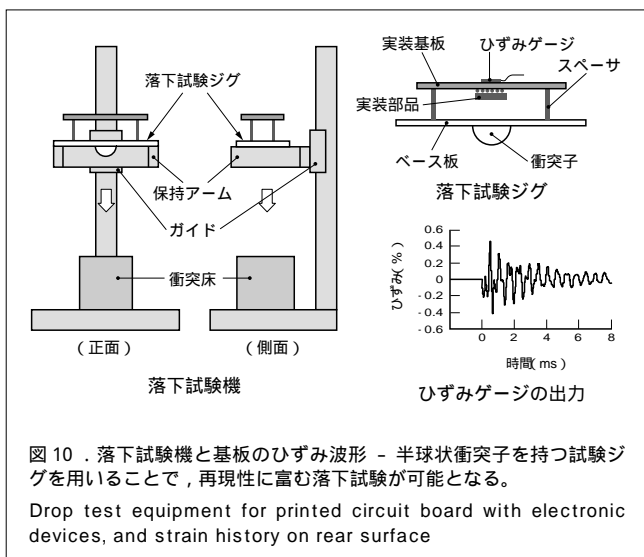 落下試験ジグ
保持アーム
ガイド
衝突床
(正面)
(側面)
落下試験機
実装基板
ひずみゲージ
スペーサ
実装部品
ベース板
衝突子
落下試験ジグ
ひずみ(%)
0.6
0.4
0.2
0
-0.2
-0.4
-0.6
0 2 4 6 8
時間(ms)
ひずみゲージの出力
図10 .落下試験機と基板のひずみ波形 - 半球状衝突子を持つ試験ジ
グを用いることで,再現性に富む落下試験が可能となる。
Drop test equipment for printed circuit board with electronic
devices, and strain history on rear surface